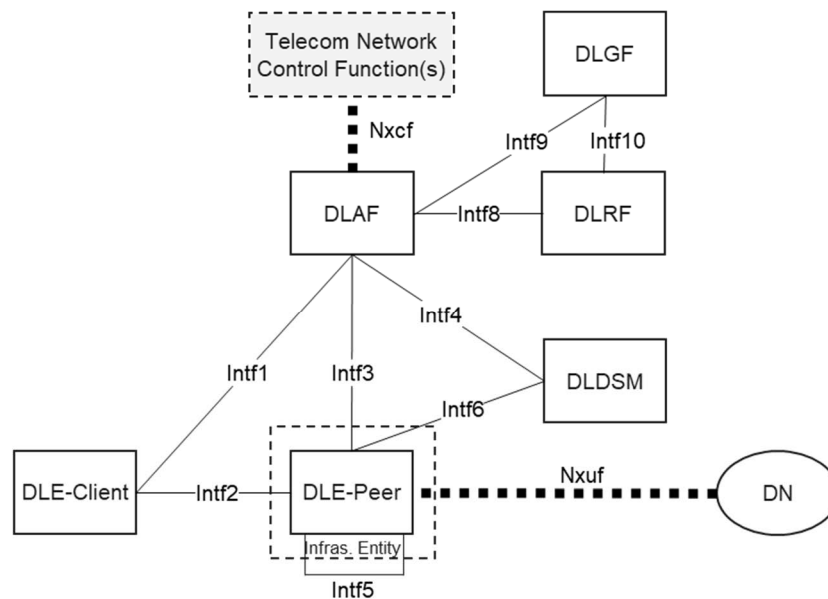 Telecom Network
Control Function(s)
DLGF
Nxcf
Intf9
Intf10
DLAF
Intf8
DLRF
Intf4
Intf1
Intf3
DLDSM
Intf6
Nxuf
DLE-Client
Intf2
DLE-Peer
DN
Infras. Entity
Intf5